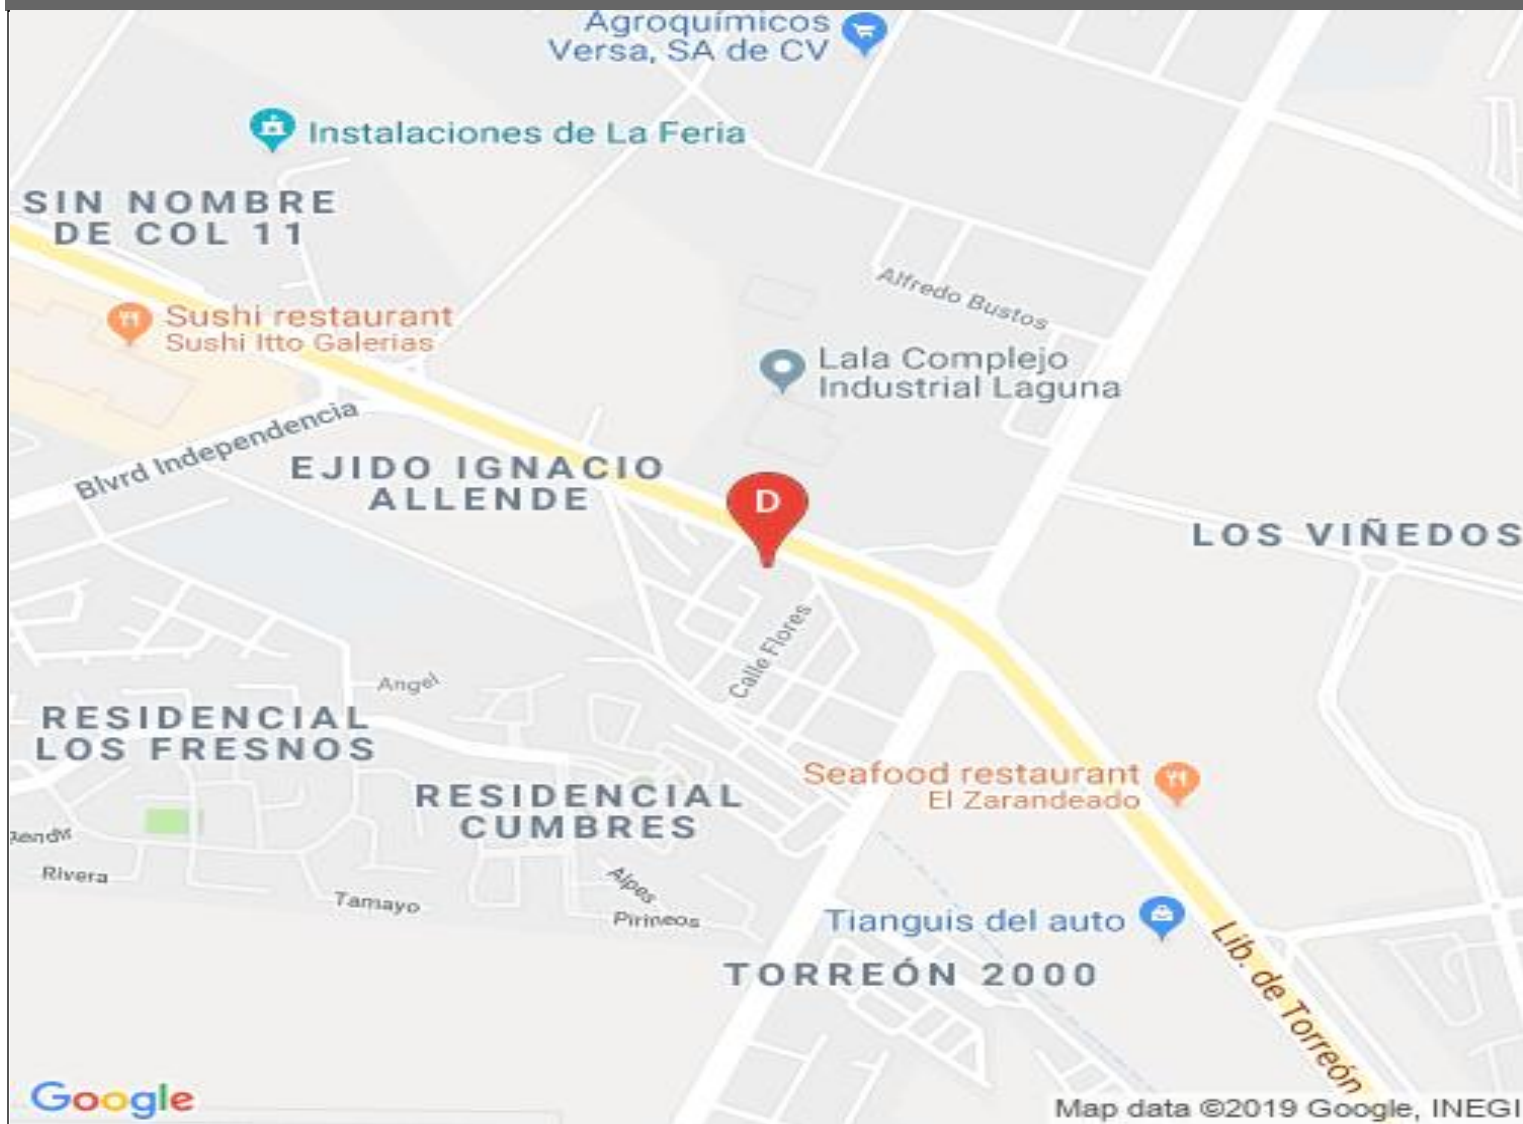 Agroquímicos
Versa, SA de CV
Instalaciones de La Feria
SIN NOMBRE
DE COL 11
Alfredo Bustos
Sushi restaurant
Sushi Itto Galerias
Lala Complejo
Industrial Laguna
Blvrd Independencia
EJIDO IGNACIO
ALLENDE
D
LOS VIÑEDOS
Calle Flores
Angel
RESIDENCIAL
LOS FRESNOS
Seafood restaurant
El Zarandeado
RESIDENCIAL
CUMBRES
Rivera
Tamayo
Alpes
Pirineos
Tianguis del auto
TORREÓN 2000
Lib. de Torreón
Google
Map data ©2019 Google, INEGI